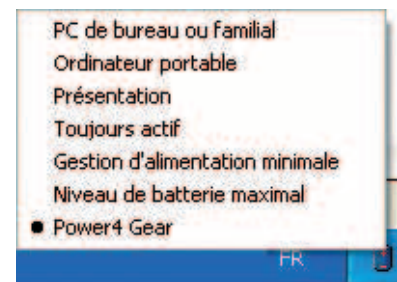 PC de bureau ou familial
Ordinateur portable
Présentation
Toujours actif
Gestion d'alimentation minimale
Niveau de batterie maximal
Power4 Gear
FR